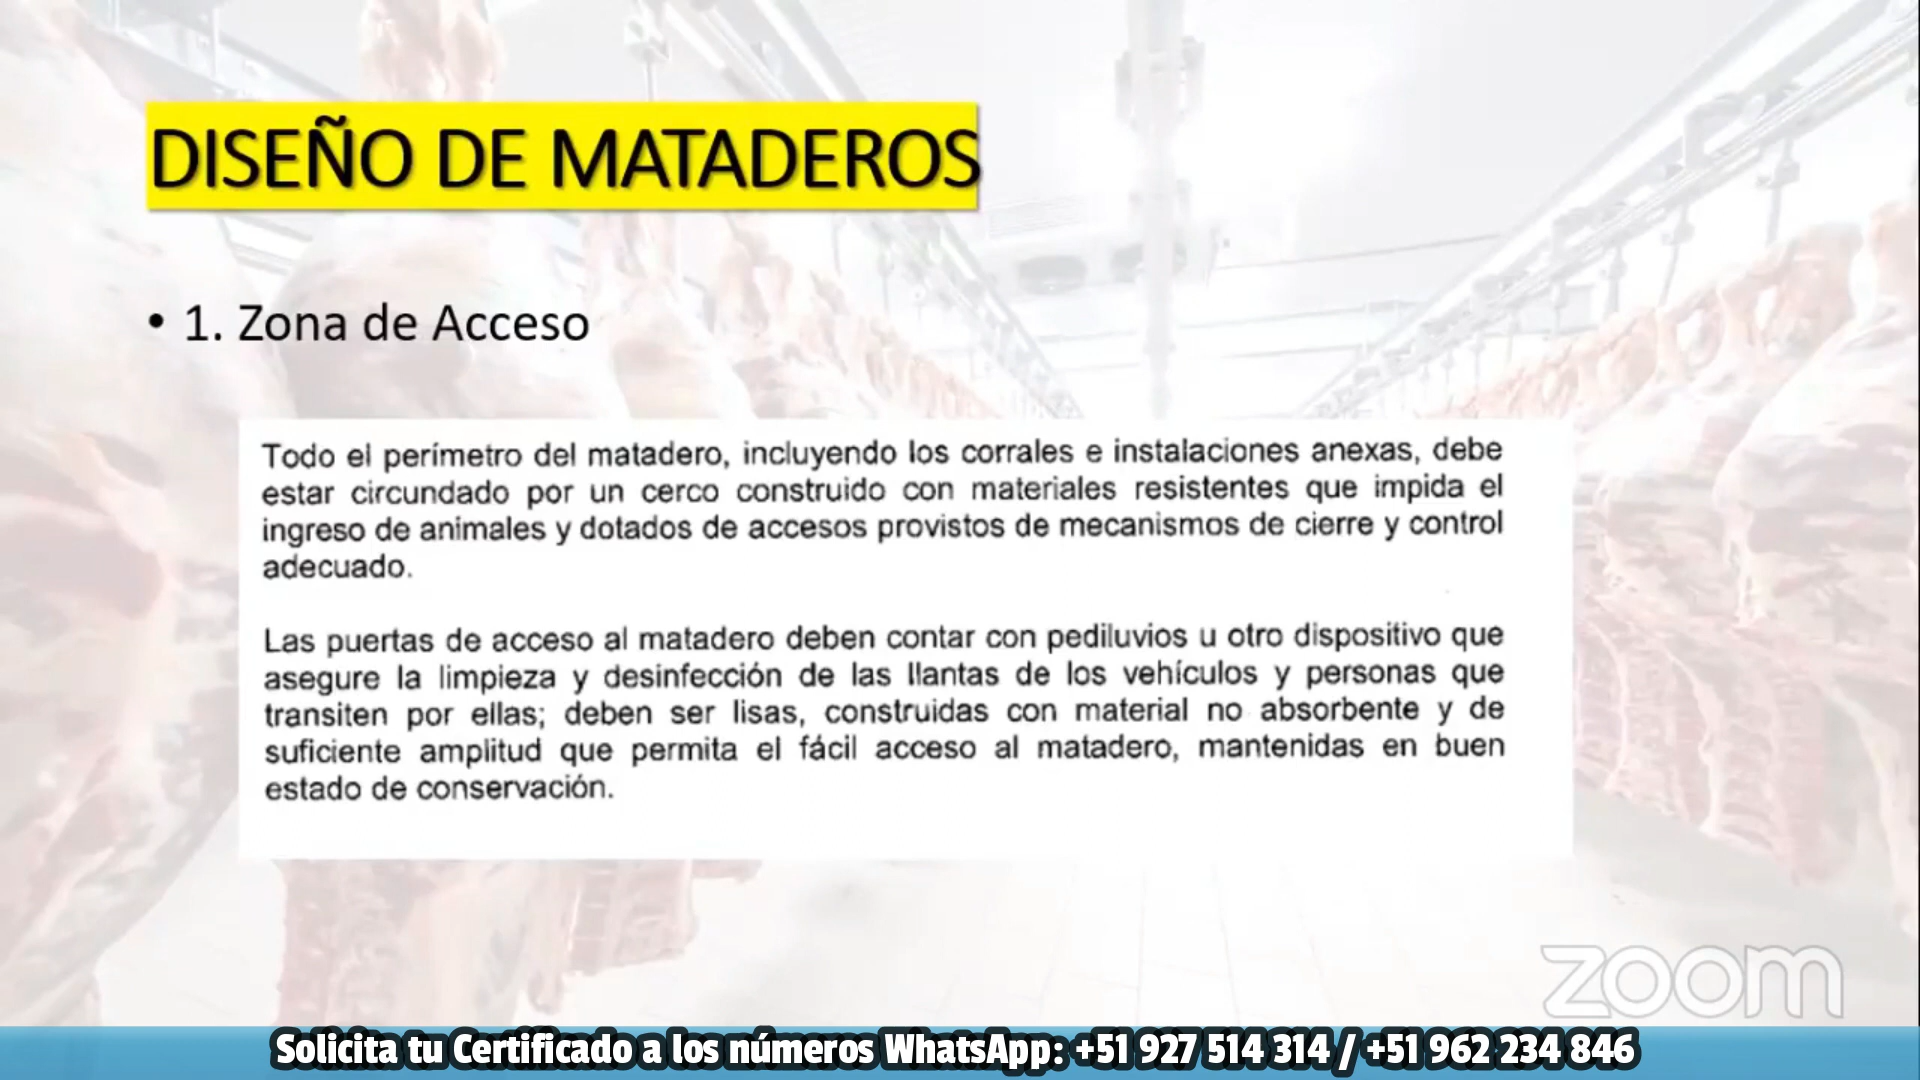 DISEÑO DE MATADEROS
• 1. Zona de Acceso
Todo el perímetro del matadero, incluyendo los corrales e instalaciones anexas, debe
estar circundado por un cerco construido con materiales resistentes que impida el
ingreso de animales y dotados de accesos provistos de mecanismos de cierre y control
adecuado.
Las puertas de acceso al matadero deben contar con pediluvios u otro dispositivo que
asegure la limpieza y desinfección de las llantas de los vehículos y personas que
transiten por ellas; deben ser lisas, construidas con material no absorbente y de
suficiente amplitud que permita el fácil acceso al matadero, mantenidas en buen
estado de conservación.
zoom
Solicita tu Certificado a los números WhatsApp: +51 927 514 314 / +51 962 234 846